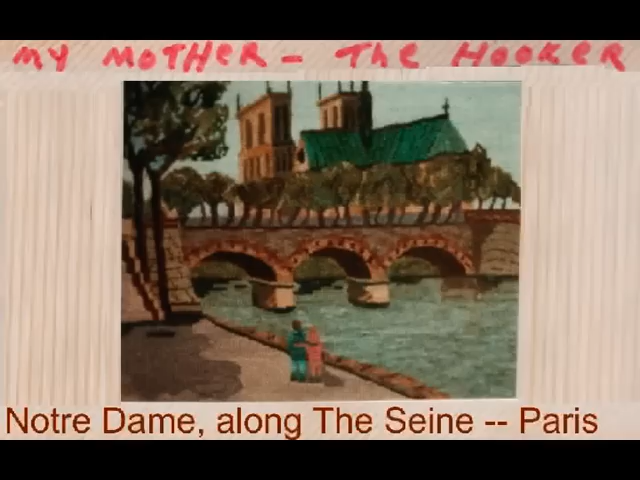 My MOTHER - The HOOKER
Notre Dame, along The Seine -- Paris